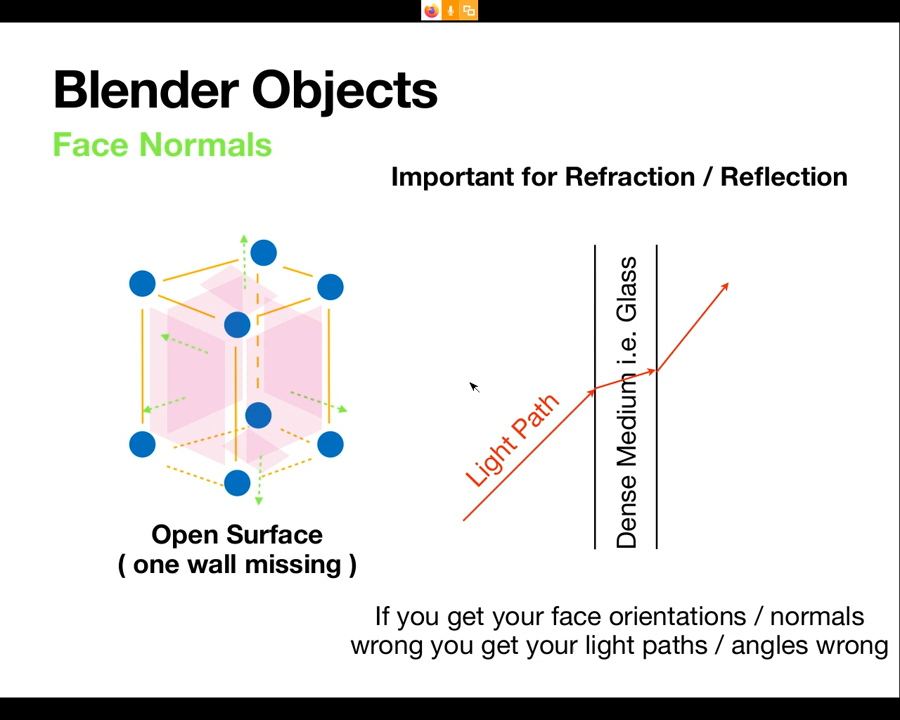 Blender Objects
Face Normals
Important for Refraction / Reflection
Light Path
Dense Medium i.e. Glass
Open Surface
( one wall missing )
If you get your face orientations / normals
wrong you get your light paths / angles wrong